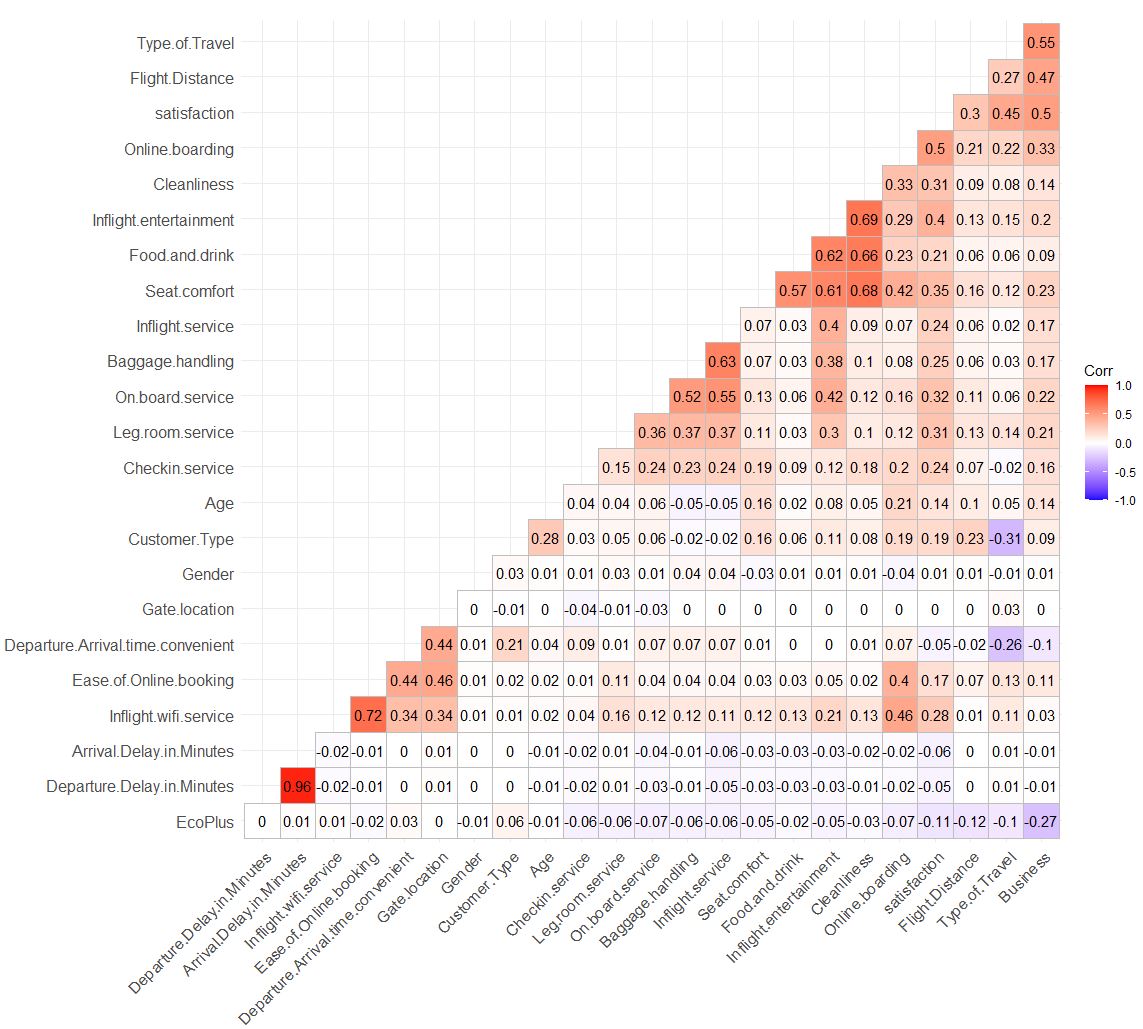 Type.of.Travel 0.55
Flight.Distance 0.27 0.47
satisfaction 0.3 0.45 0.5
Online.boarding 0.5 0.21 0.22 0.33
Cleanliness 0.33 0.31 0.09 0.08 0.14
Inflight.entertainment 0.69 0.29 0.4 0.13 0.15 0.2
Food.and.drink 0.62 0.66 0.23 0.21 0.06 0.06 0.09
Seat.comfort 0.57 0.61 0.68 0.42 0.35 0.16 0.12 0.23
Inflight.service 0.07 0.03 0.4 0.09 0.07 0.24 0.06 0.02 0.17
Baggage.handling 0.63 0.07 0.03 0.38 0.1 0.08 0.25 0.06 0.03 0.17
On.board.service 0.52 0.55 0.13 0.06 0.42 0.12 0.16 0.32 0.11 0.06 0.22
Leg.room.service 0.36 0.37 0.37 0.11 0.03 0.3 0.1 0.12 0.31 0.13 0.14 0.21
Checkin.service 0.15 0.24 0.23 0.24 0.19 0.09 0.12 0.18 0.2 0.24 0.07 -0.02 0.16
Age 0.04 0.04 0.06 -0.05 -0.05 0.16 0.02 0.08 0.05 0.21 0.14 0.1 0.05 0.14
Customer.Type 0.28 0.03 0.05 0.06 -0.02 -0.02 0.16 0.06 0.11 0.08 0.19 0.19 0.23 -0.31 0.09
Gender 0.03 0.01 0.01 0.03 0.01 0.04 0.04 -0.03 0.01 0.01 0.01 -0.04 0.01 0.01 -0.01 0.01
Gate.location 0 -0.01 0 -0.04 -0.01 -0.03 0 0 0 0 0 0 0 0 0 0.03 0
Departure.Arrival.time.convenient 0.44 0.01 0.21 0.04 0.09 0.01 0.07 0.07 0.07 0.01 0 0 0.01 0.07 -0.05 -0.02 -0.26 -0.1
Ease.of.Online.booking 0.44 0.46 0.01 0.02 0.02 0.01 0.11 0.04 0.04 0.04 0.03 0.03 0.05 0.02 0.4 0.17 0.07 0.13 0.11
Inflight.wifi.service 0.72 0.34 0.34 0.01 0.01 0.02 0.04 0.16 0.12 0.12 0.11 0.12 0.13 0.21 0.13 0.46 0.28 0.01 0.11 0.03
Arrival.Delay.in.Minutes -0.02 -0.01 0 0.01 0 0 -0.01 -0.02 0.01 -0.04 -0.01 -0.06 -0.03 -0.03 -0.03 -0.02 -0.02 -0.06 0 0.01 -0.01
Departure.Delay.in.Minutes 0.96 -0.02 -0.01 0 0.01 0 0 -0.01 -0.02 0.01 -0.03 -0.01 -0.05 -0.03 -0.03 -0.03 -0.01 -0.02 -0.05 0 0.01 -0.01
EcoPlus 0 0.01 0.01 -0.02 0.03 0 -0.01 0.06 -0.01 -0.06 -0.06 -0.07 -0.06 -0.06 -0.05 -0.02 -0.05 -0.03 -0.07 -0.11 -0.12 -0.1 -0.27
Departure.Delay.in.Minutes
Arrival.Delay.in.Minutes
Inflight.wifi.service
Ease.of.Online.booking
Departure.Arrival.time.convenient
Gate.location
Gender
Customer.Type
Age
Checkin.service
Leg.room.service
On.board.service
Baggage.handling
Inflight.service
Seat.comfort
Food.and.drink
Inflight.entertainment
Cleanliness
Online.boarding
satisfaction
Flight.Distance
Type.of.Travel
Business
Corr
1.0
0.5
0.0
-0.5
-1.0